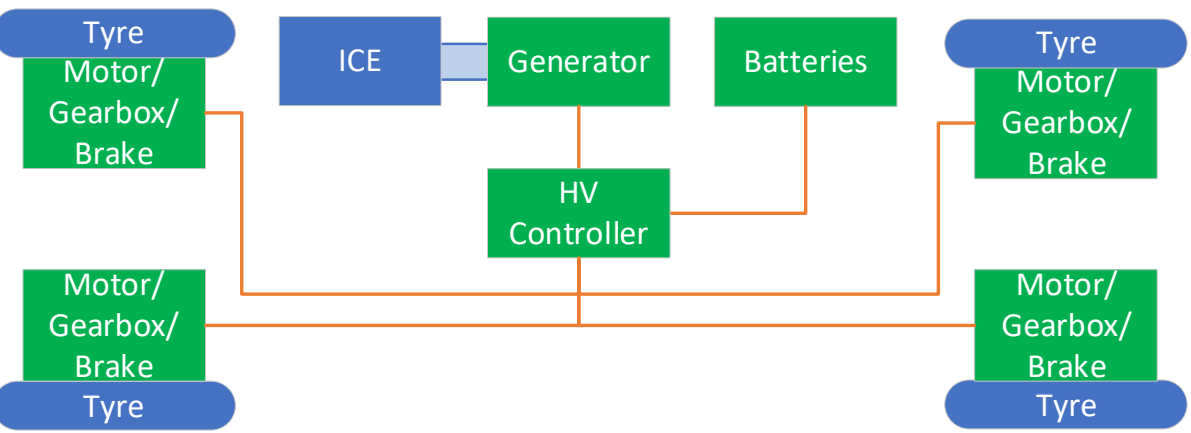 Tyre
Motor/
Gearbox/
Brake
ICE
Generator
Batteries
Tyre
Motor/
Gearbox/
Brake
HV
Controller
Motor/
Gearbox/
Brake
Tyre
Motor/
Gearbox/
Brake
Tyre